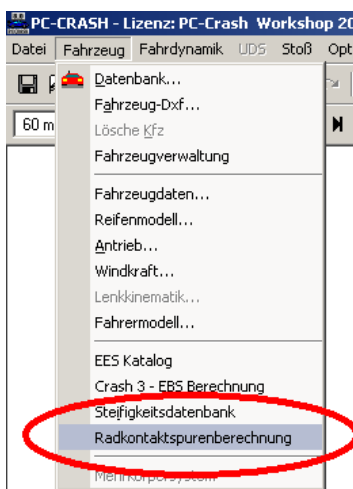 PC-CRASH - Lizenz: PC-Crash Workshop 20
Datei Fahrzeug Fahrdynamik UDS Stoß Opt
60 m
Datenbank...
Fahrzeug-Dxf...
Lösche Kfz
Fahrzeugverwaltung
Fahrzeugdaten...
Reifenmodell...
Antrieb...
Windkraft...
Lenkkinematik...
Fahrermodell...
EES Katalog
Crash 3 - EBS Berechnung
Steifigkeitsdatenbank
Radkontaktspurenberechnung
Mehrkörpersystem